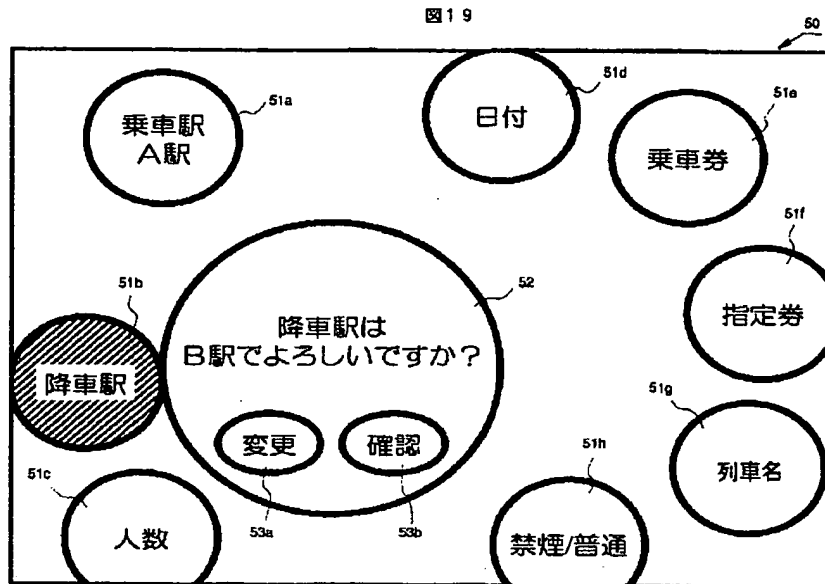 図19
50
乗車駅
A駅
51a
日付
51d
乗車券
51e
指定券
51f
51b
降車駅
降車駅は
B駅でよろしいですか？
52
変更
確認
53a
53b
51c
人数
51h
禁煙/普通
51g
列車名